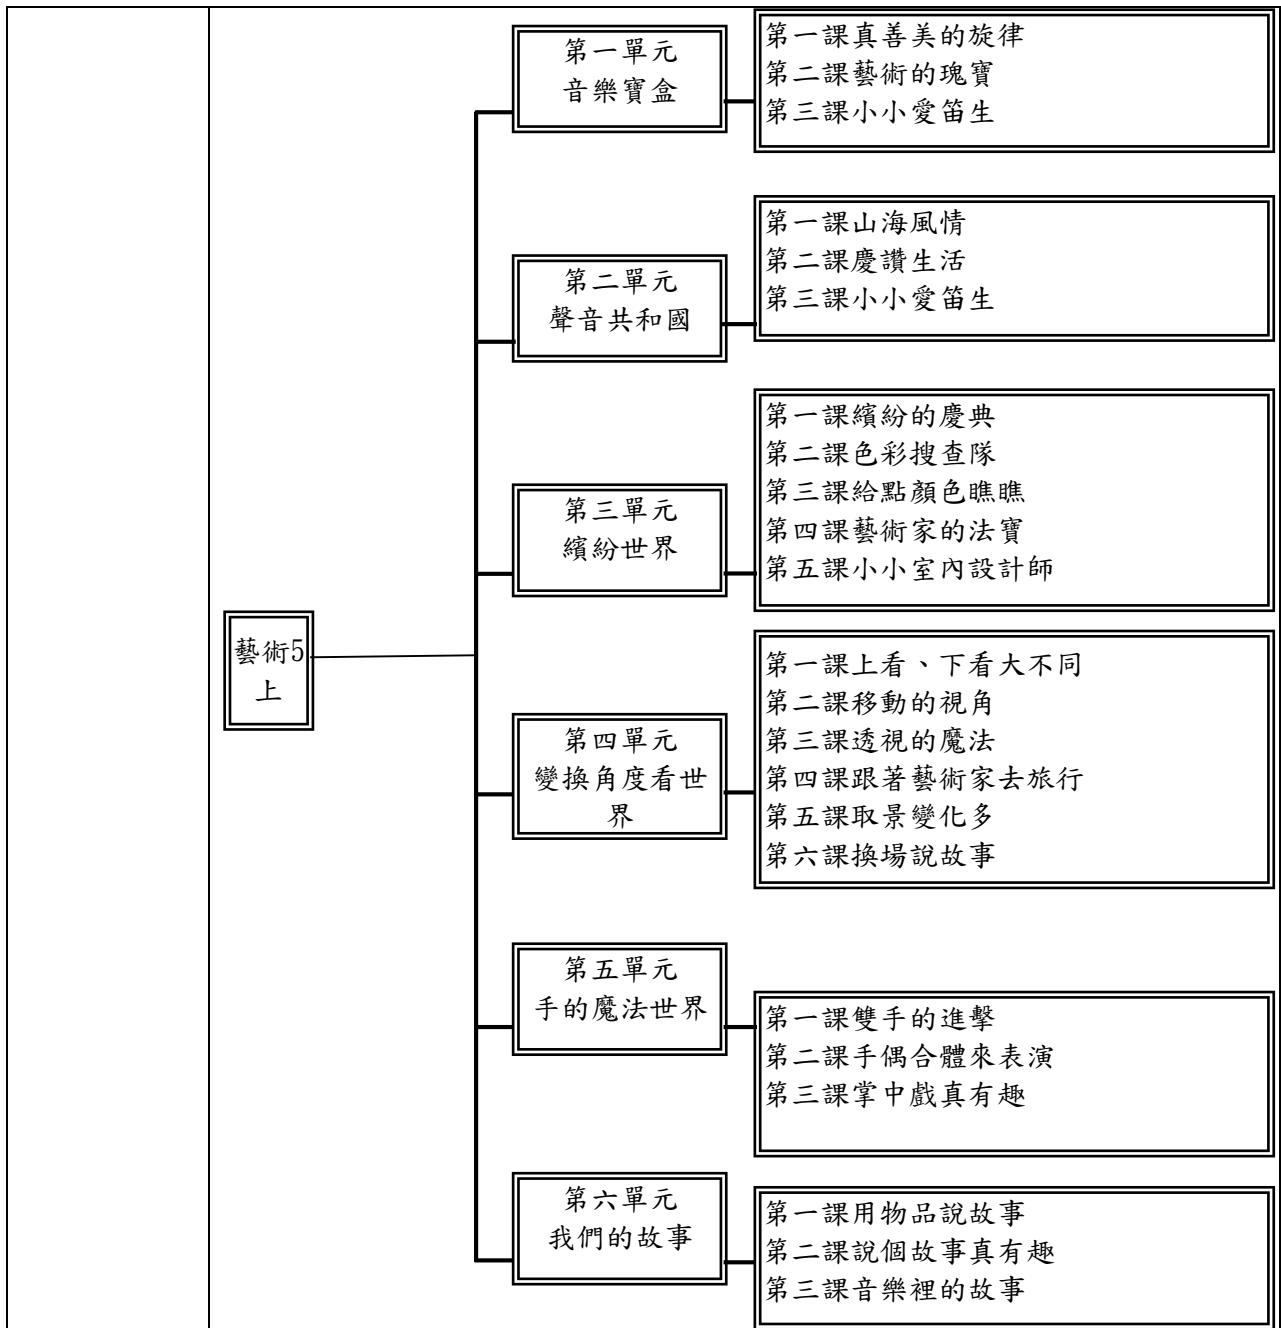 藝術5
上
第一單元
音樂寶盒
第一課真善美的旋律
第二課藝術的瑰寶
第三課小小愛笛生
第二單元
聲音共和國
第一課山海風情
第二課慶讚生活
第三課小小愛笛生
第三單元
繽紛世界
第一課繽紛的慶典
第二課色彩搜查隊
第三課給點顏色瞧瞧
第四課藝術家的法寶
第五課小小室內設計師
第四單元
變換角度看世
界
第一課上看、下看大不同
第二課移動的視角
第三課透視的魔法
第四課跟著藝術家去旅行
第五課取景變化多
第六課換場說故事
第五單元
手的魔法世界
第一課雙手的進擊
第二課手偶合體來表演
第三課掌中戲真有趣
第六單元
我們的故事
第一課用物品說故事
第二課說個故事真有趣
第三課音樂裡的故事